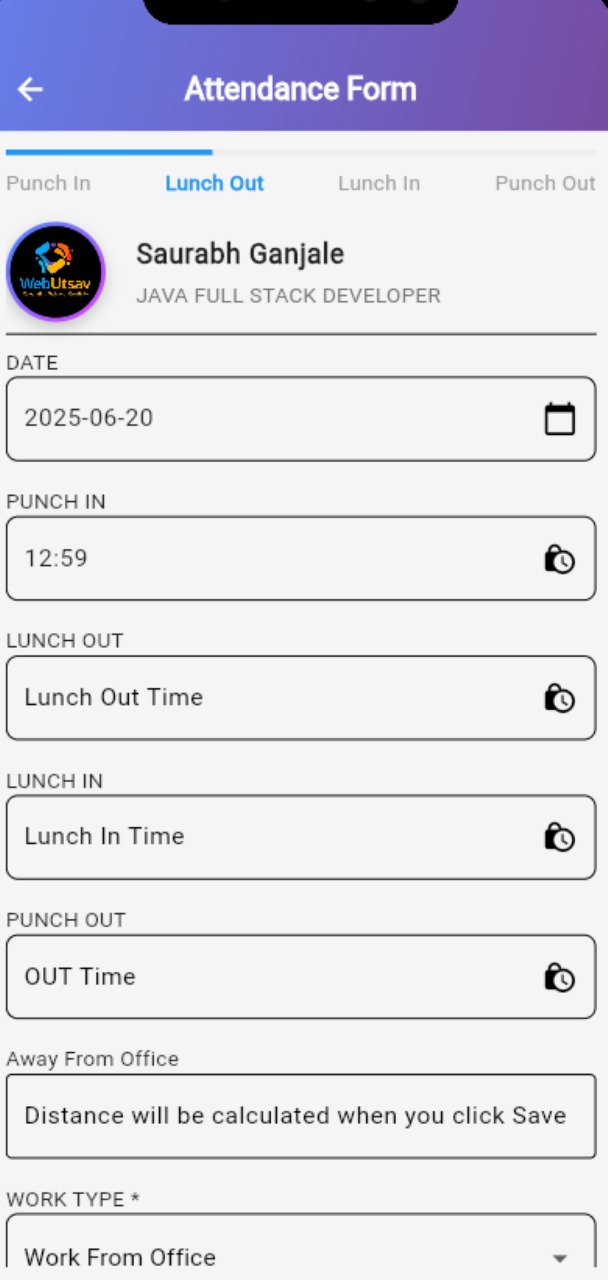 Attendance Form
Punch In Lunch Out Lunch In Punch Out
WebUtsav
Saurabh Ganjale
JAVA FULL STACK DEVELOPER
DATE
2025-06-20
PUNCH IN
12:59
LUNCH OUT
Lunch Out Time
LUNCH IN
Lunch In Time
PUNCH OUT
OUT Time
Away From Office
Distance will be calculated when you click Save
WORK TYPE *
Work From Office